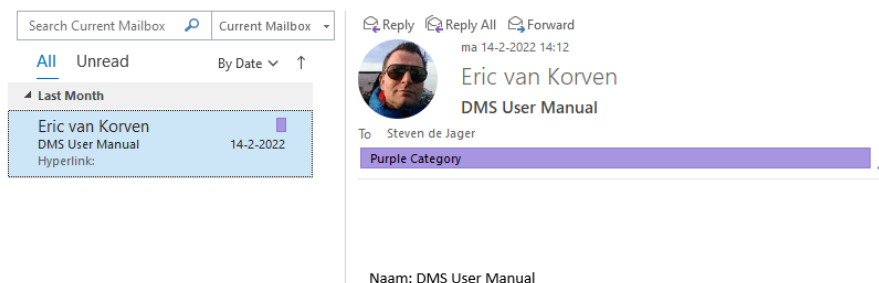 Search Current Mailbox
Current Mailbox
All Unread By Date
Last Month
Eric van Korven
DMS User Manual 14-2-2022
Hyperlink:
Reply Reply All Forward
ma 14-2-2022 14:12
Eric van Korven
DMS User Manual
To Steven de Jager
Purple Category
Naam: DMS User Manual